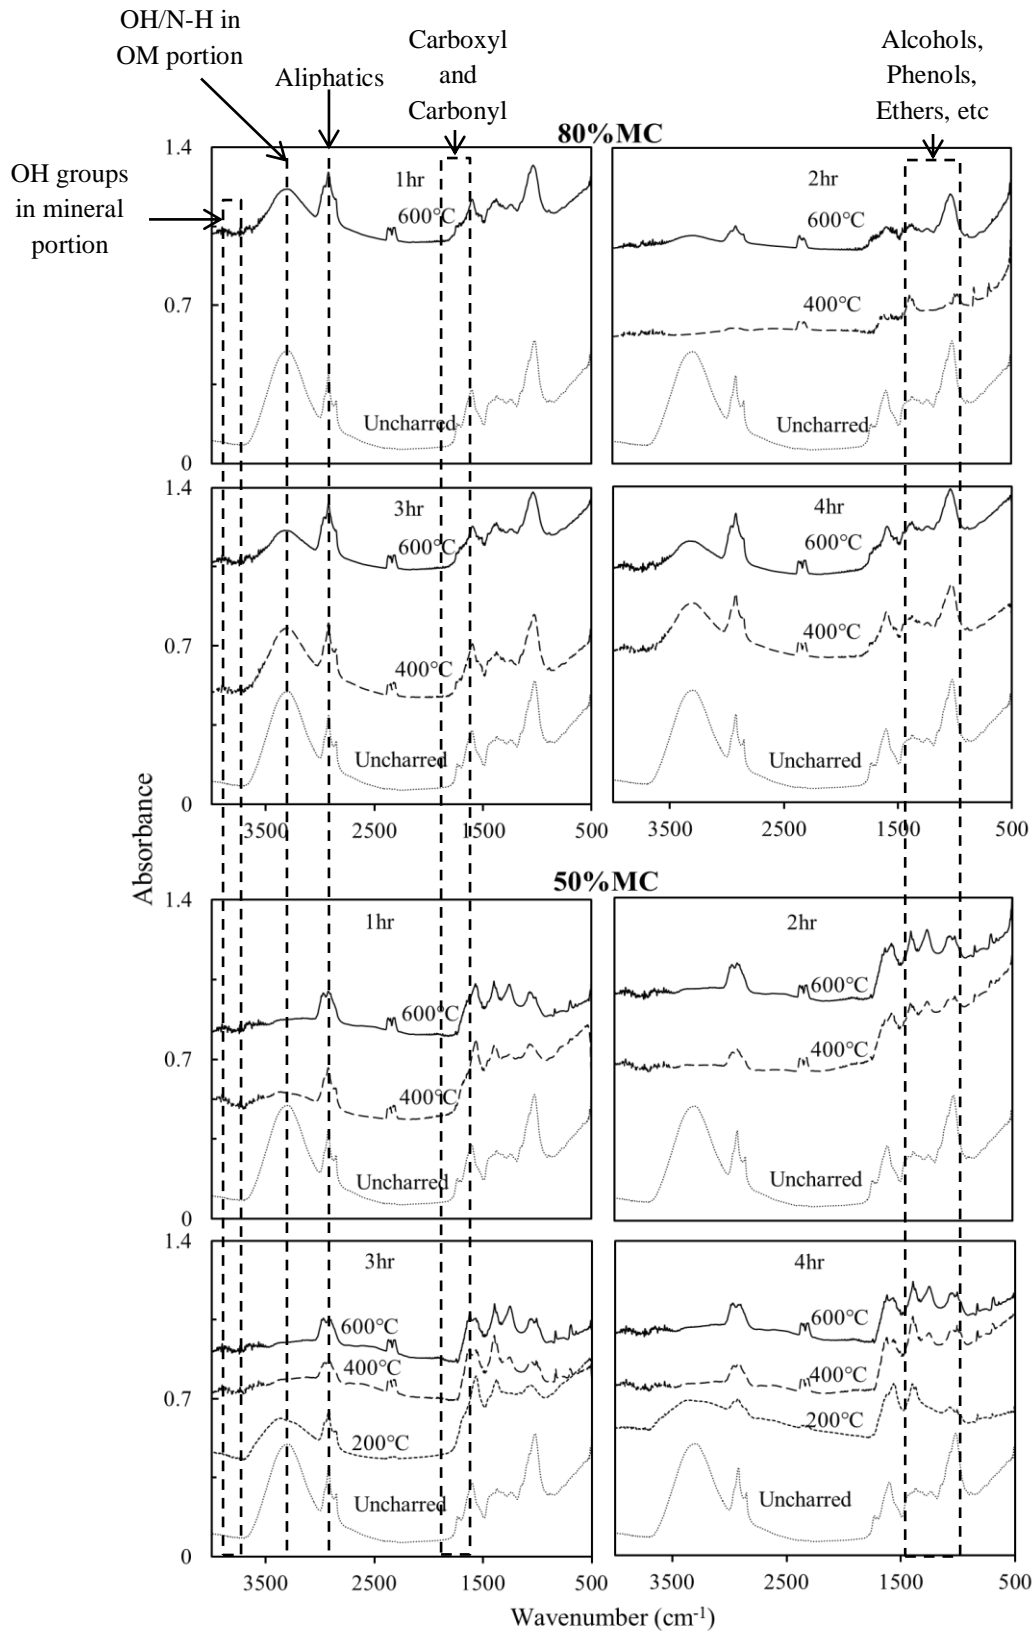 OH/N-H in
OM portion
Aliphatics
Carboxyl
and
Carbonyl
Alcohols,
Phenols,
Ethers, etc
OH groups
in mineral
portion
80%MC
1.4
0.7
0
1hr
600°C
Uncharred
2hr
600°C
400°C
Uncharred
1.4
0.7
0
3hr
600°C
400°C
Uncharred
4hr
600°C
400°C
Uncharred
3500
2500
1500
500
3500
2500
1500
500
Absorbance
50%MC
1.4
0.7
0
1hr
600°C
400°C
Uncharred
2hr
600°C
400°C
Uncharred
1.4
0.7
0
3hr
600°C
400°C
200°C
Uncharred
4hr
600°C
400°C
200°C
Uncharred
3500
2500
1500
500
3500
2500
1500
500
Wavenumber (cm⁻¹)